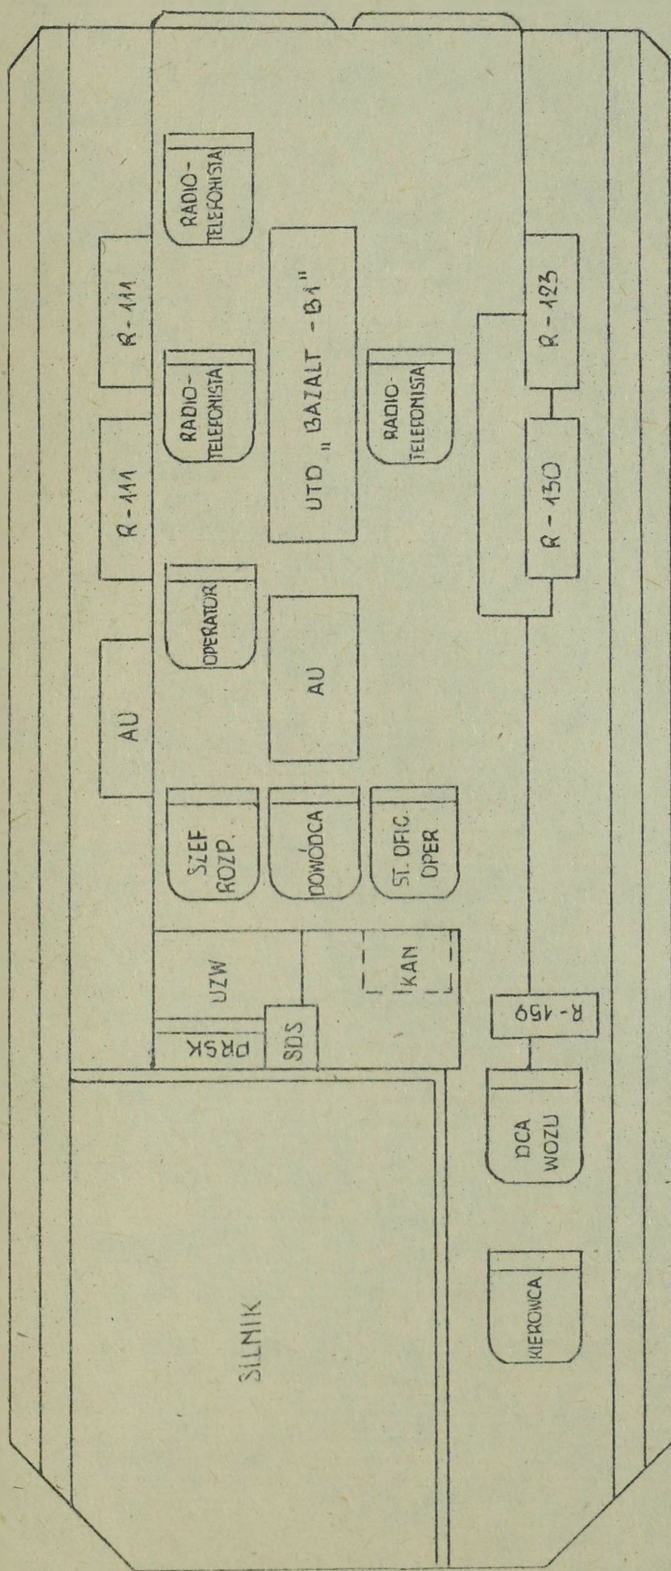 RADIO-
TELEFONISTA
R-111
R-123
RADIO-
TELEFONISTA
UTD „BAZALT -B1"
RADIO-
TELEFONISTA
R-111
R-130
OPERATOR
AU
AU
SZEF
ROZP.
DOWÓDCA
ST. OFIC.
OPER
UZW
KAN
DRSK
SDS
R-159
DCA
WOZU
SILNIK
KIEROWCA